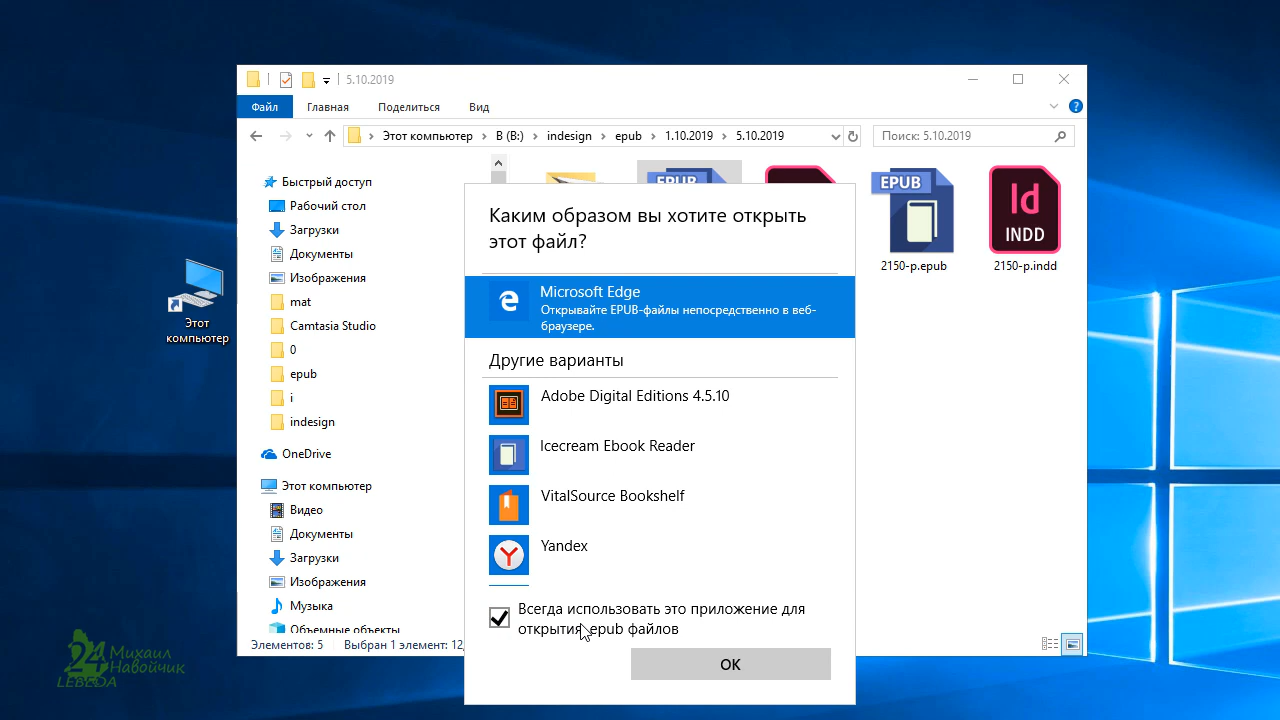 5.10.2019
Файл
Главная
Поделиться
Вид
Этот компьютер
B (B:)
indesign
epub
1.10.2019
5.10.2019
Поиск: 5.10.2019
Быстрый доступ
Рабочий стол
Загрузки
Документы
Изображения
mat
Camtasia Studio
0
epub
i
indesign
OneDrive
Этот компьютер
Видео
Документы
Загрузки
Изображения
Музыка
Объемные объекты
Элементов: 5
Выбран 1 элемент: 12,
EPUB
EPUB
2150-p.epub
Id
INDD
2150-p.indd
Каким образом вы хотите открыть
этот файл?
Microsoft Edge
Открывайте EPUB-файлы непосредственно в веб-
браузере.
Другие варианты
Adobe Digital Editions 4.5.10
Icecream Ebook Reader
VitalSource Bookshelf
Yandex
Всегда использовать это приложение для
открытия .epub файлов
OK
Этот
компьютер
24
Михаил
Навойчик
LEBEDA